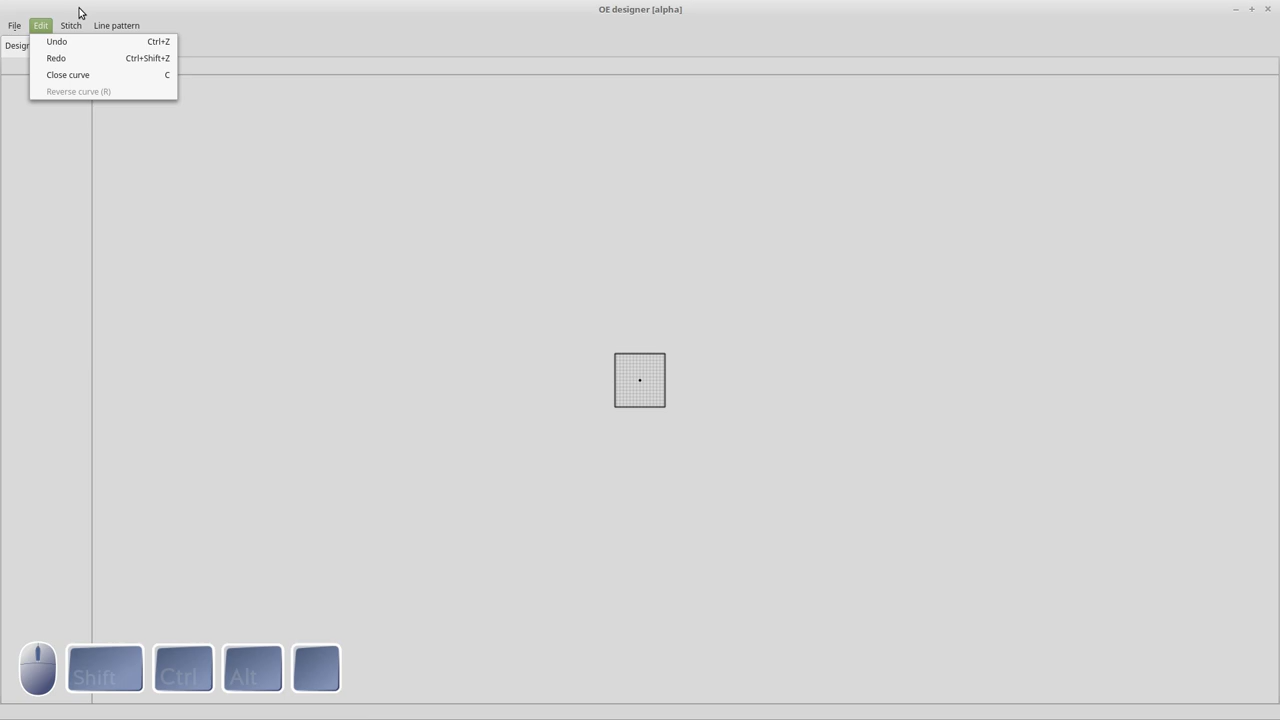 OE designer [alpha]
File Edit Stitch Line pattern
Design
Undo Ctrl+Z
Redo Ctrl+Shift+Z
Close curve C
Reverse curve (R)
Shift Ctrl Alt